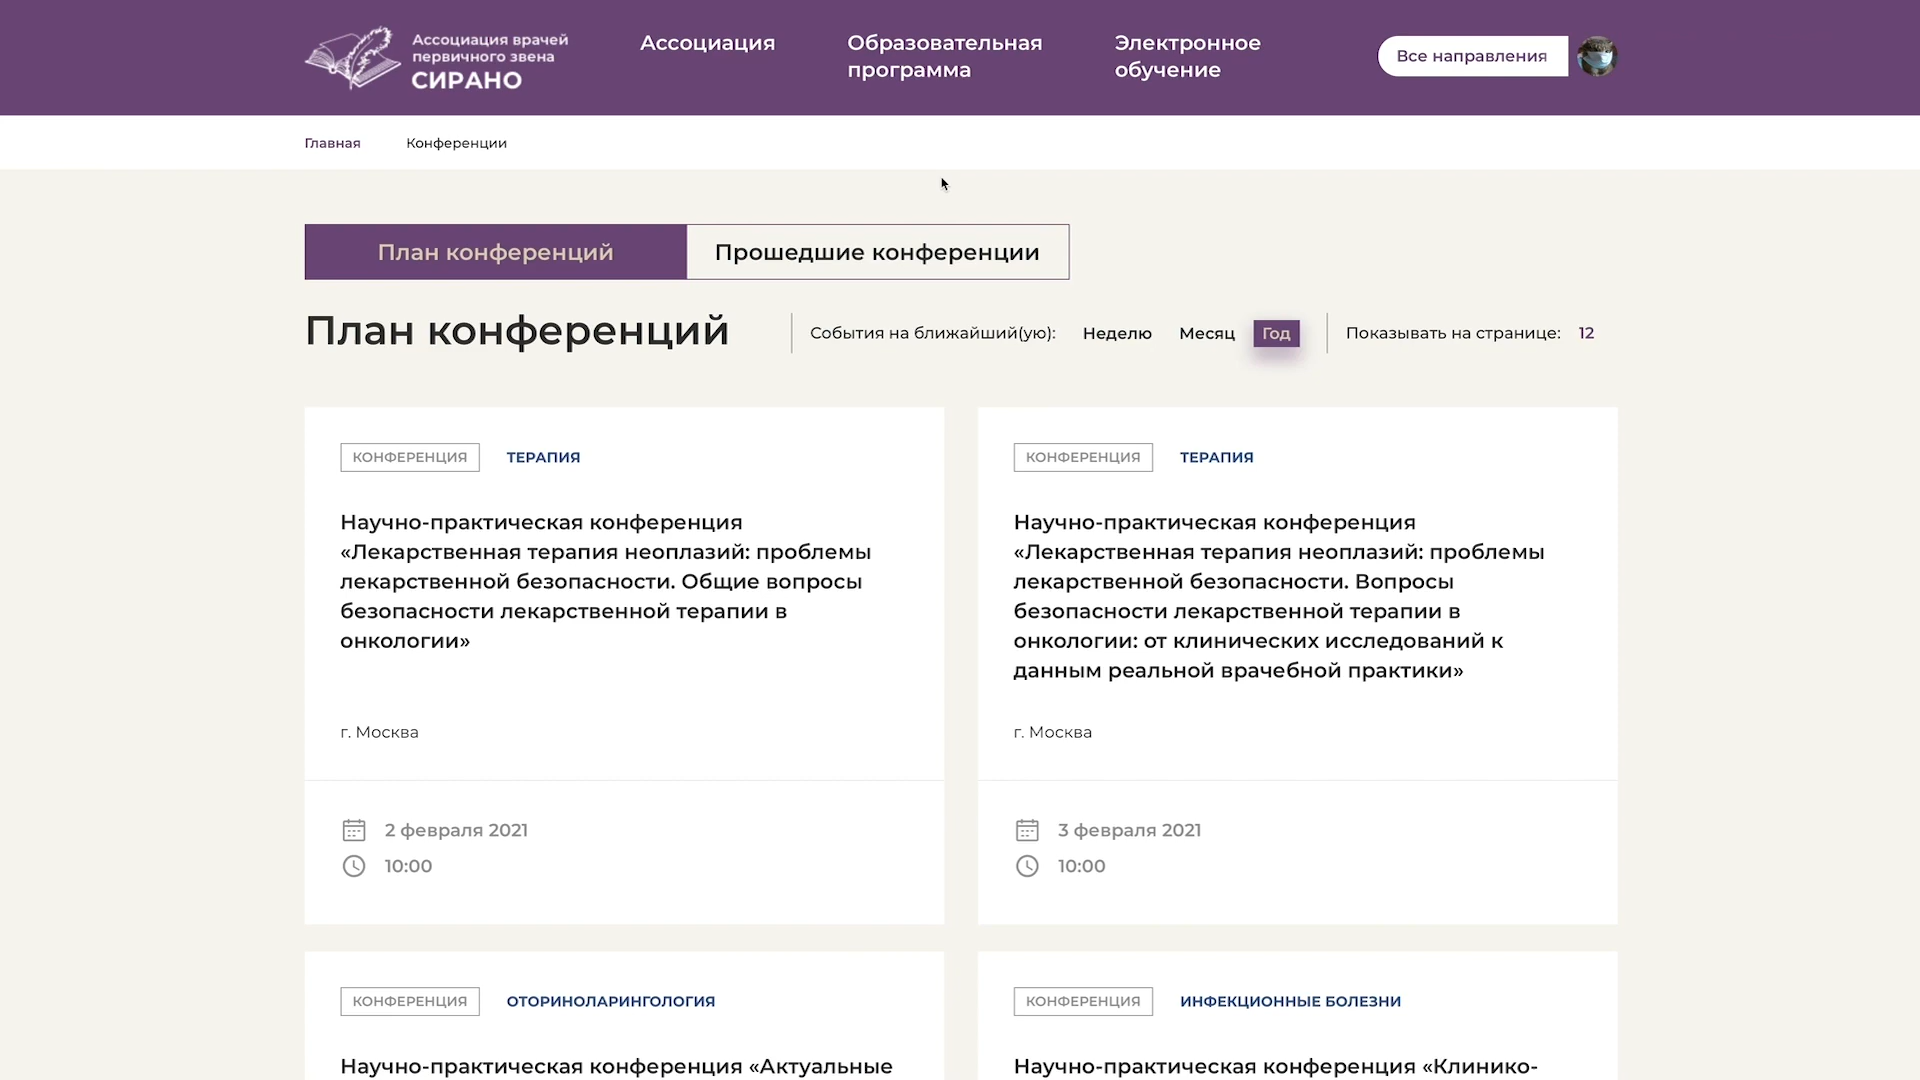 Ассоциация врачей
первичного звена
СИРАНО
Ассоциация
Образовательная
программа
Электронное
обучение
Все направления
Главная
Конференции
План конференций
Прошедшие конференции
План конференций
События на ближайший(ую):
Неделю
Месяц
Год
Показывать на странице:
12
КОНФЕРЕНЦИЯ
ТЕРАПИЯ
Научно-практическая конференция
«Лекарственная терапия неоплазий: проблемы
лекарственной безопасности. Общие вопросы
безопасности лекарственной терапии в
онкологии»
г. Москва
2 февраля 2021
10:00
КОНФЕРЕНЦИЯ
ТЕРАПИЯ
Научно-практическая конференция
«Лекарственная терапия неоплазий: проблемы
лекарственной безопасности. Вопросы
безопасности лекарственной терапии в
онкологии: от клинических исследований к
данным реальной врачебной практики»
г. Москва
3 февраля 2021
10:00
КОНФЕРЕНЦИЯ
ОТОРИНОЛАРИНГОЛОГИЯ
Научно-практическая конференция «Актуальные
КОНФЕРЕНЦИЯ
ИНФЕКЦИОННЫЕ БОЛЕЗНИ
Научно-практическая конференция «Клинико-